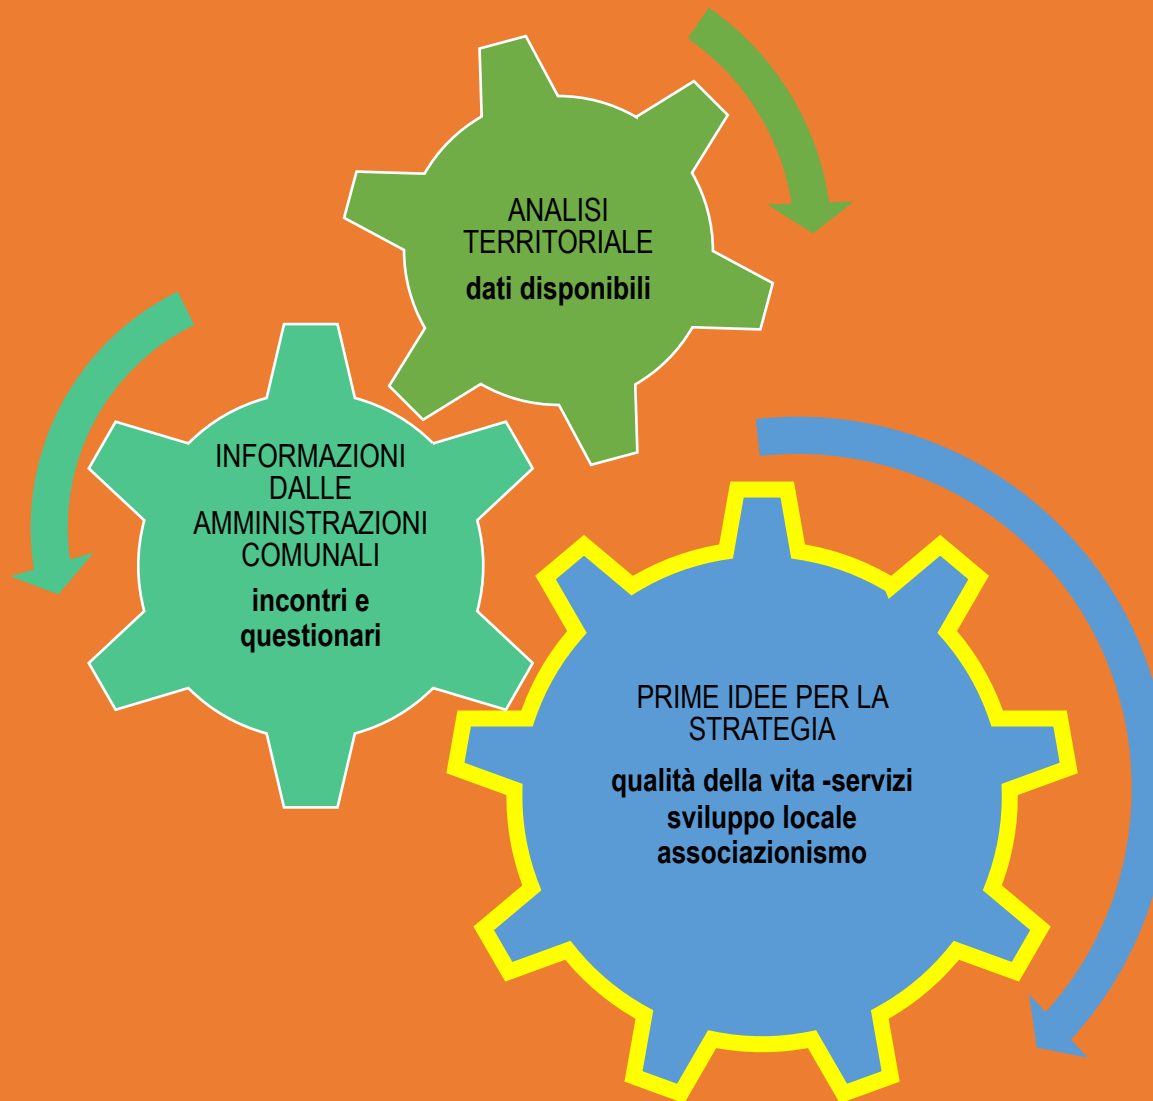 ANALISI
TERRITORIALE
dati disponibili
INFORMAZIONI
DALLE
AMMINISTRAZIONI
COMUNALI
incontri e
questionari
PRIME IDEE PER LA
STRATEGIA
qualità della vita -servizi
sviluppo locale
associazionismo